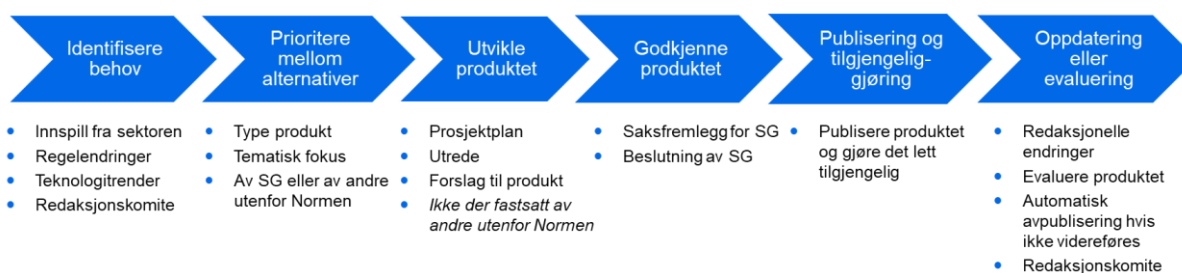 Identifisere
behov
Prioritere
mellom
alternativer
Utvikle
produktet
Godkjenne
produktet
Publisering og
tilgjengelig-
gjøring
Oppdatering
eller
evaluering
• Innspill fra sektoren
• Regelendringer
• Teknologitrender
• Redaksjonskomite
• Type produkt
• Tematisk fokus
• Av SG eller av andre
utenfor Normen
• Prosjektplan
• Utrede
• Forslag til produkt
• Ikke der fastsatt av
andre utenfor Normen
• Saksfremlegg for SG
• Beslutning av SG
• Publisere produktet
og gjøre det lett
tilgjengelig
• Redaksjonelle
endringer
• Evaluere produktet
• Automatisk
avpublisering hvis
ikke videreføres
• Redaksjonskomite